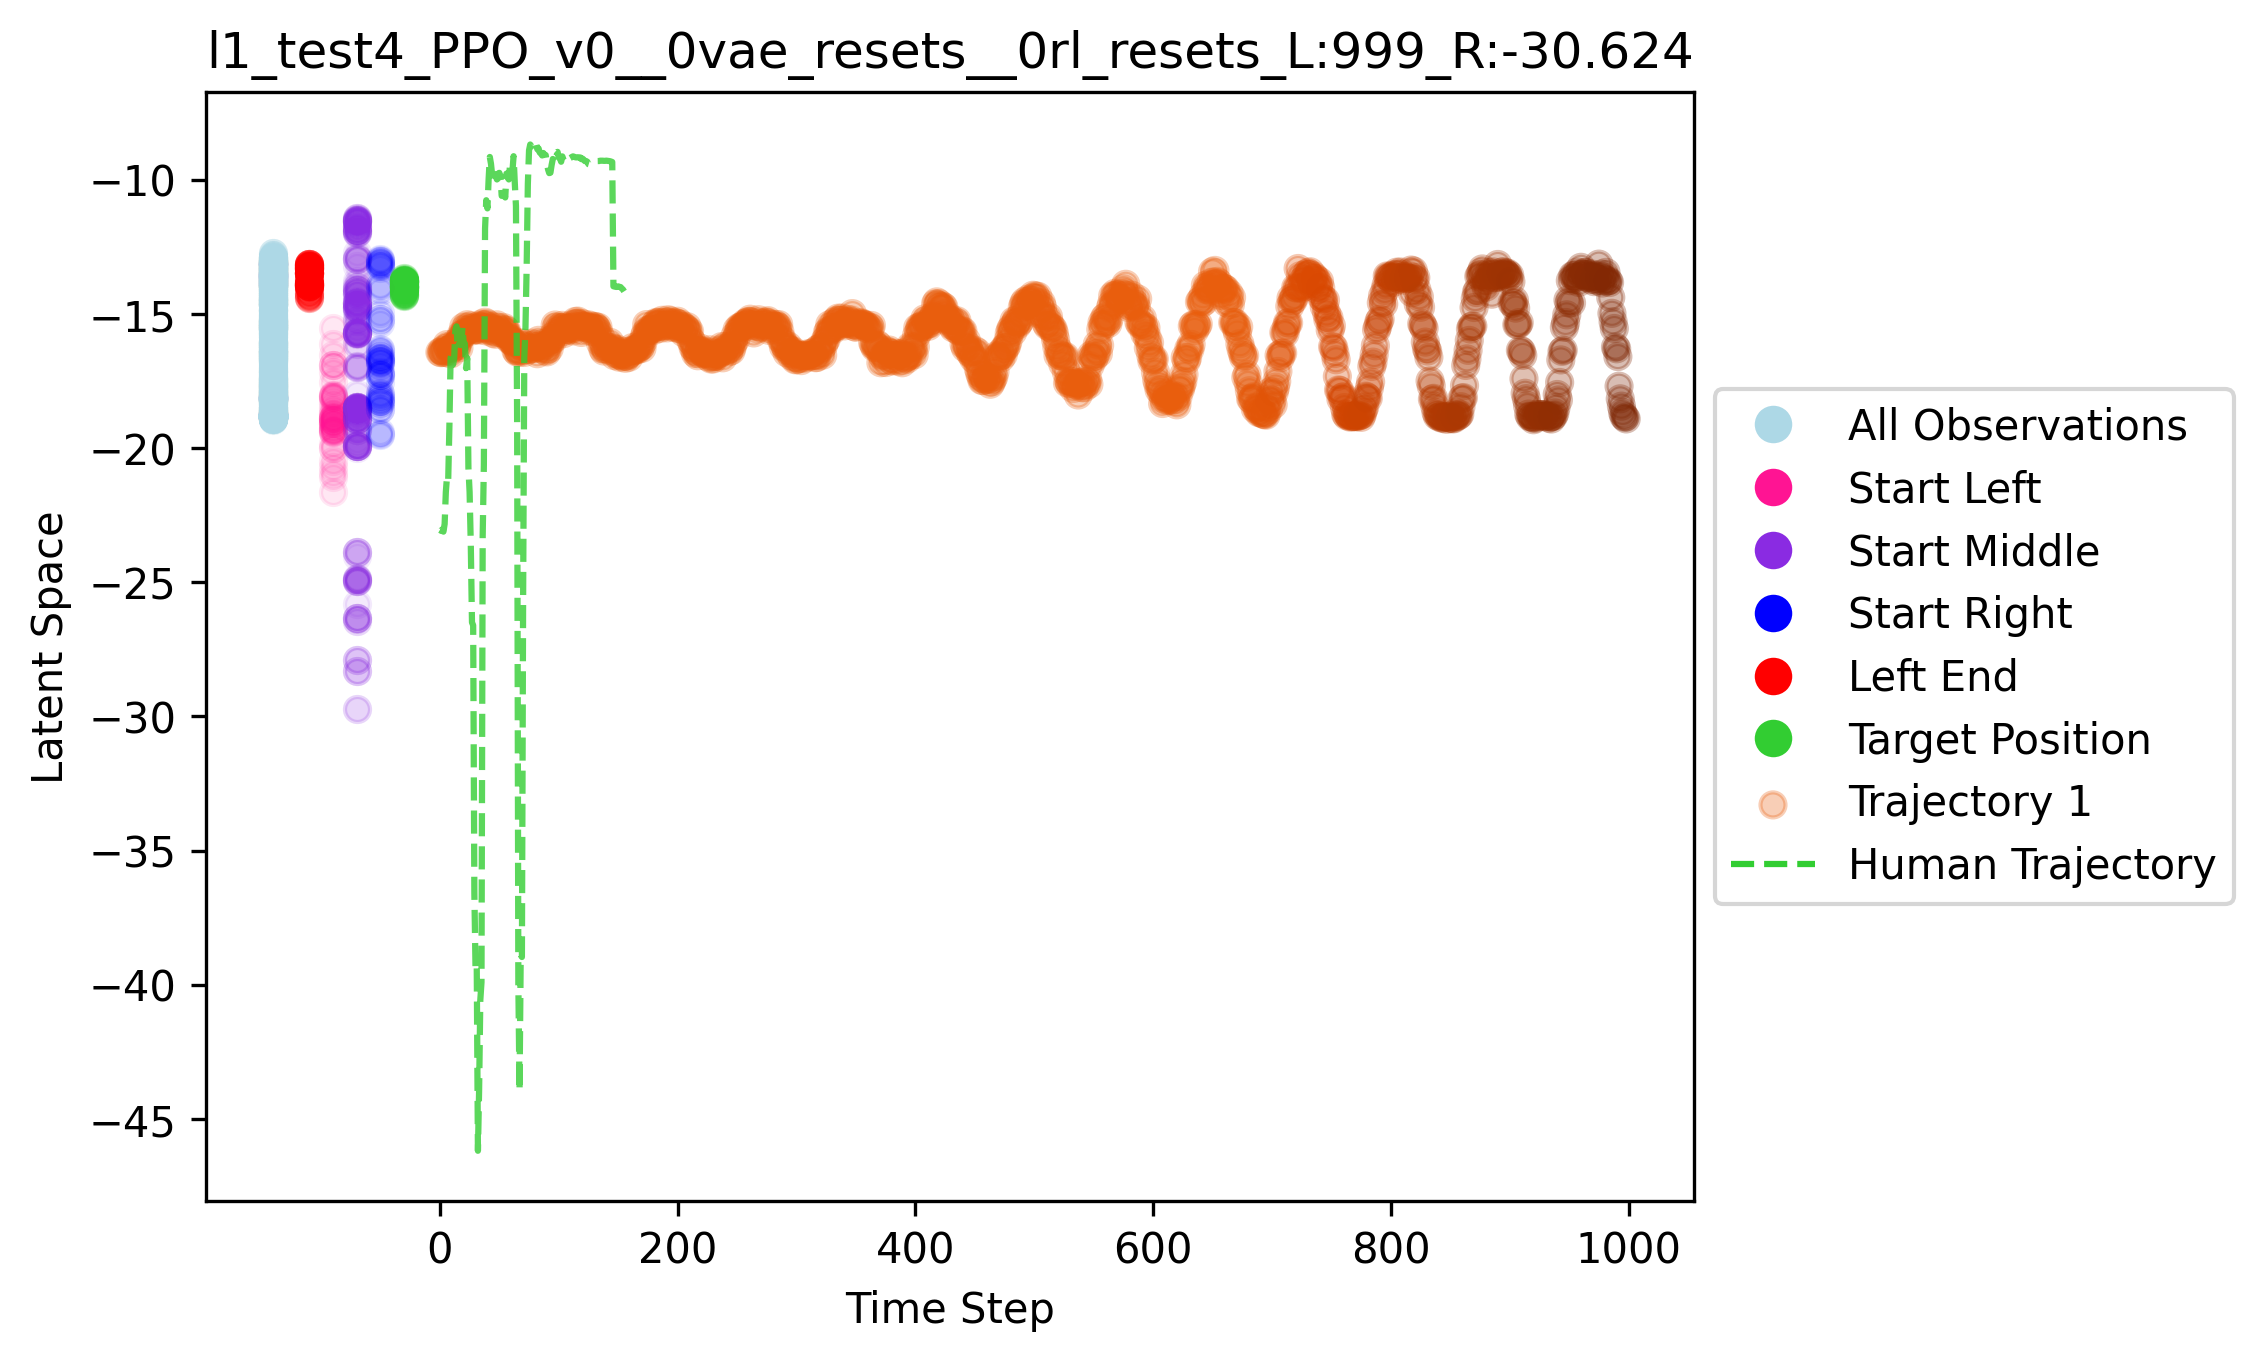 l1_test4_PPO_v0__0vae_resets__0rl_resets_L:999_R:-30.624
Latent Space
−10
−15
−20
−25
−30
−35
−40
−45
0
200
400
600
800
1000
Time Step
All Observations
Start Left
Start Middle
Start Right
Left End
Target Position
Trajectory 1
Human Trajectory